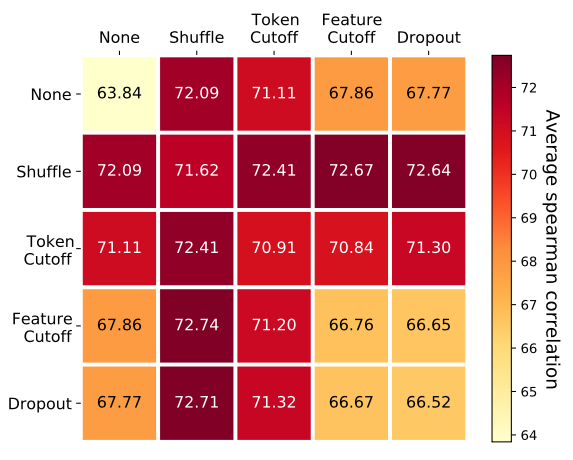 None Shuffle Token Cutoff Feature Cutoff Dropout
None 63.84 72.09 71.11 67.86 67.77
Shuffle 72.09 71.62 72.41 72.67 72.64
Token Cutoff 71.11 72.41 70.91 70.84 71.30
Feature Cutoff 67.86 72.74 71.20 66.76 66.65
Dropout 67.77 72.71 71.32 66.67 66.52
72
71
70
69
68
67
66
65
64
Average spearman correlation